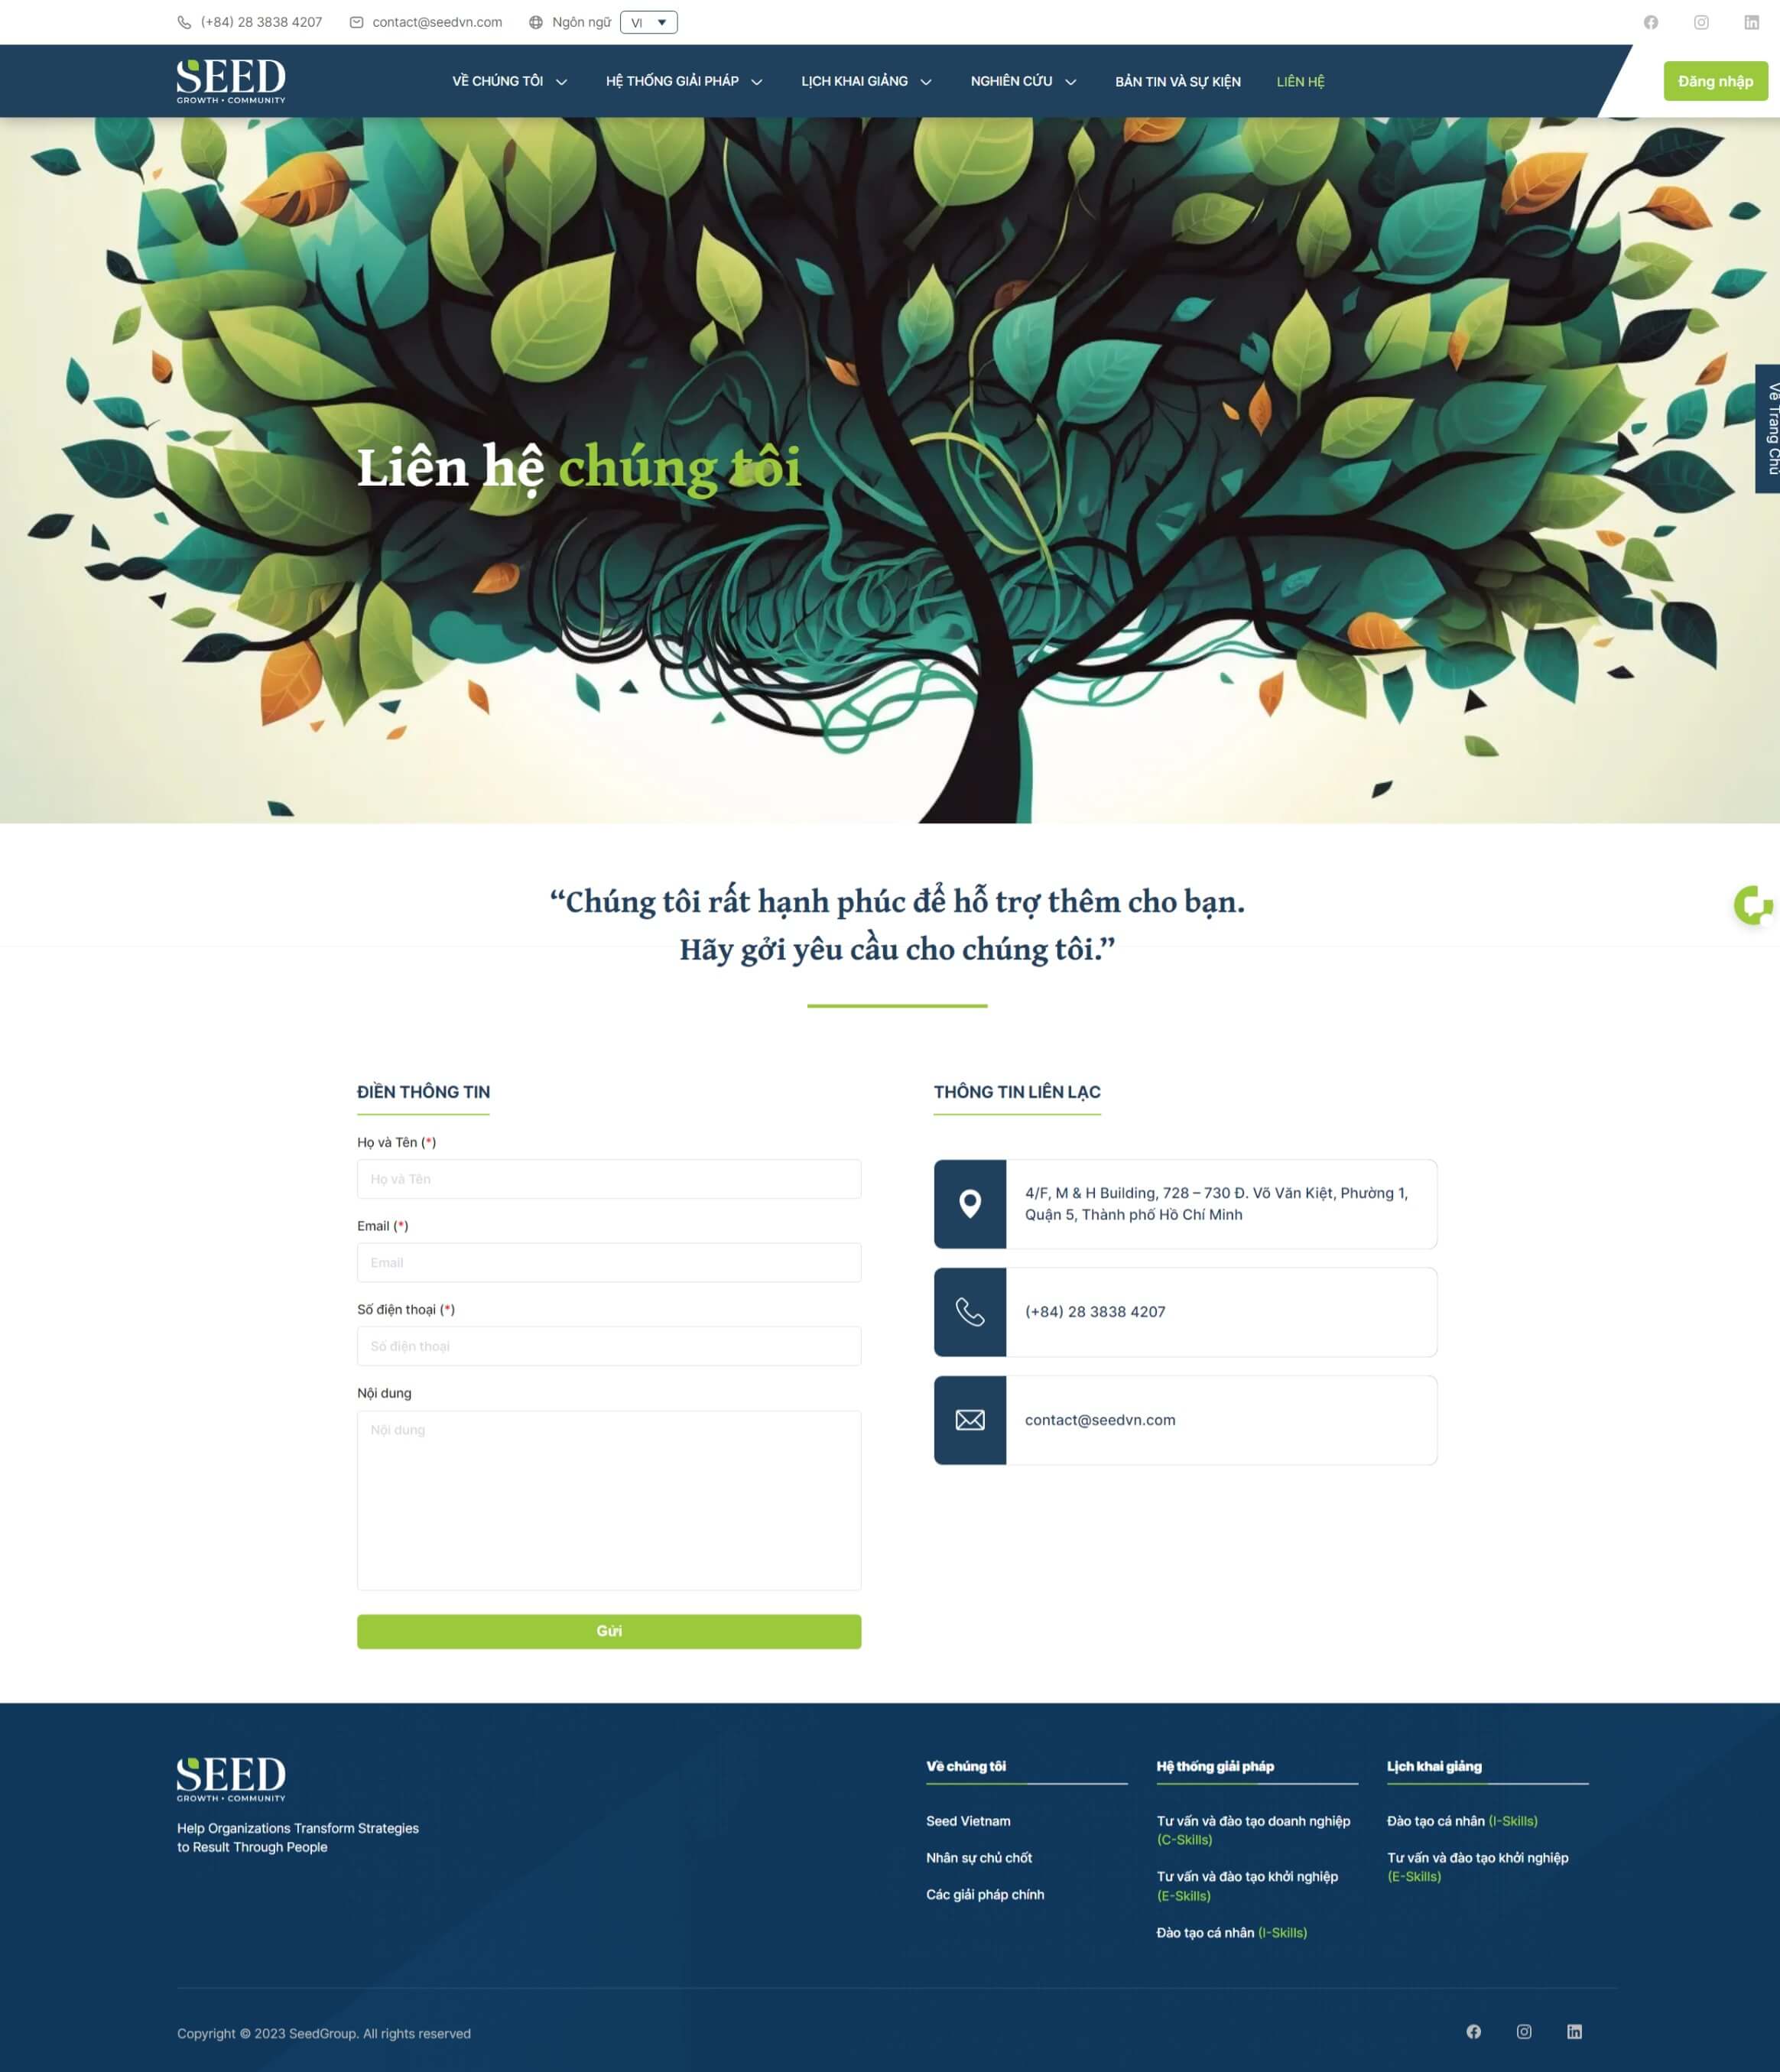 (+84) 28 3838 4207
contact@seedvn.com
Ngôn ngữ
VI
SEED
GROWTH • COMMUNITY
VỀ CHÚNG TÔI
HỆ THỐNG GIẢI PHÁP
LỊCH KHAI GIẢNG
NGHIÊN CỨU
BẢN TIN VÀ SỰ KIỆN
LIÊN HỆ
Đăng nhập
Về Trang Chủ
Liên hệ chúng tôi
“Chúng tôi rất hạnh phúc để hỗ trợ thêm cho bạn.
Hãy gởi yêu cầu cho chúng tôi.”
ĐIỀN THÔNG TIN
Họ và Tên (*)
Họ và Tên
Email (*)
Email
Số điện thoại (*)
Số điện thoại
Nội dung
Nội dung
Gửi
THÔNG TIN LIÊN LẠC
4/F, M & H Building, 728 – 730 Đ. Võ Văn Kiệt, Phường 1,
Quận 5, Thành phố Hồ Chí Minh
(+84) 28 3838 4207
contact@seedvn.com
SEED
GROWTH • COMMUNITY
Help Organizations Transform Strategies
to Result Through People
Về chúng tôi
Seed Vietnam
Nhân sự chủ chốt
Các giải pháp chính
Hệ thống giải pháp
Tư vấn và đào tạo doanh nghiệp
(C-Skills)
Tư vấn và đào tạo khởi nghiệp
(E-Skills)
Đào tạo cá nhân (I-Skills)
Lịch khai giảng
Đào tạo cá nhân (I-Skills)
Tư vấn và đào tạo khởi nghiệp
(E-Skills)
Copyright © 2023 SeedGroup. All rights reserved